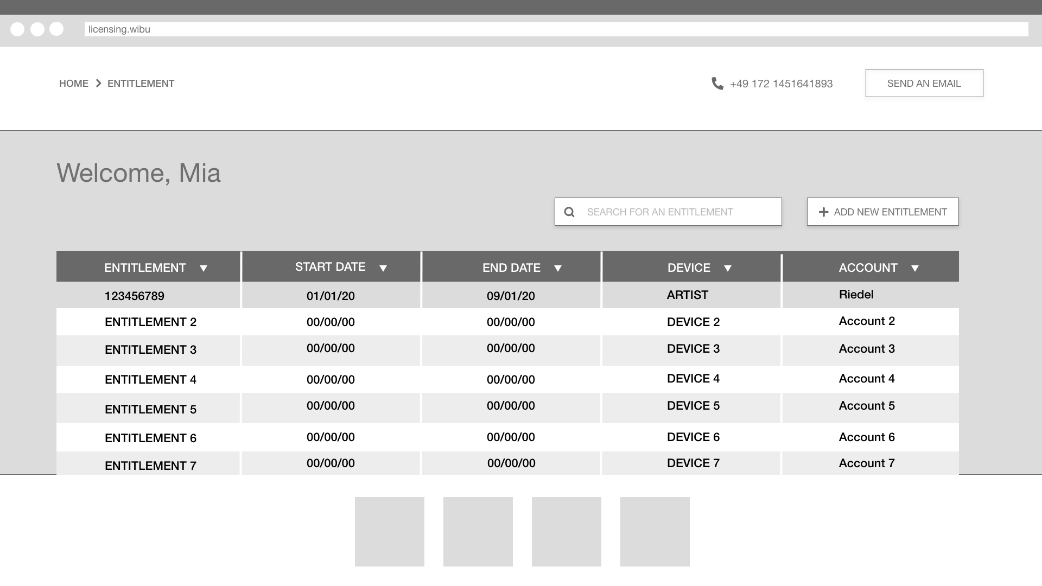 licensing.wibu
HOME > ENTITLEMENT
+49 172 1451641893
SEND AN EMAIL
Welcome, Mia
SEARCH FOR AN ENTITLEMENT
ADD NEW ENTITLEMENT
ENTITLEMENT START DATE END DATE DEVICE ACCOUNT
123456789 01/01/20 09/01/20 ARTIST Riedel
ENTITLEMENT 2 00/00/00 00/00/00 DEVICE 2 Account 2
ENTITLEMENT 3 00/00/00 00/00/00 DEVICE 3 Account 3
ENTITLEMENT 4 00/00/00 00/00/00 DEVICE 4 Account 4
ENTITLEMENT 5 00/00/00 00/00/00 DEVICE 5 Account 5
ENTITLEMENT 6 00/00/00 00/00/00 DEVICE 6 Account 6
ENTITLEMENT 7 00/00/00 00/00/00 DEVICE 7 Account 7